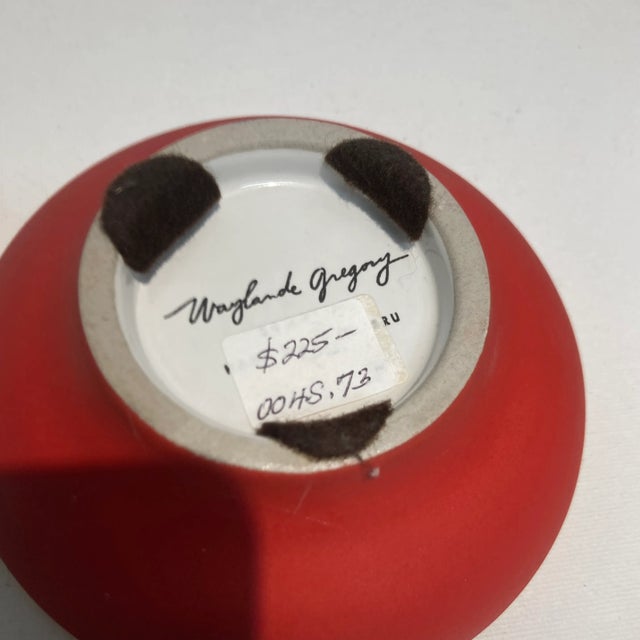 Waylande Gregory
RU
$225-
00HS.73